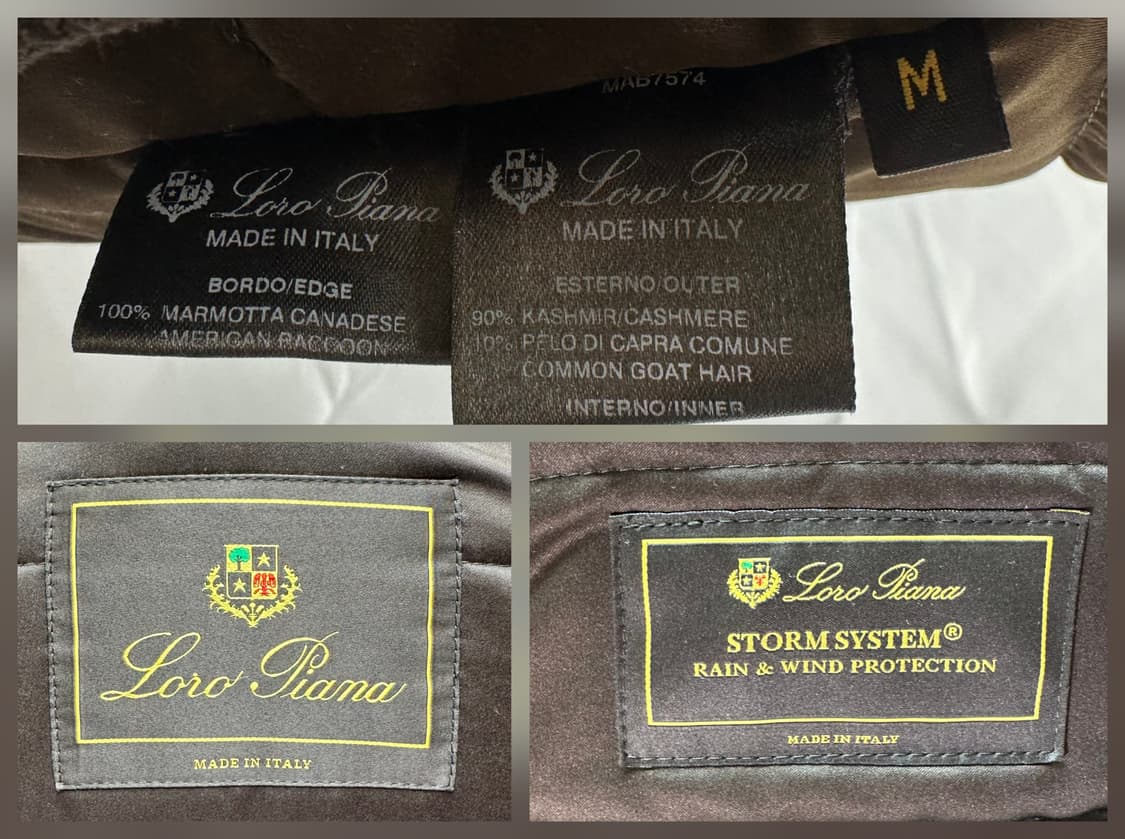 MAB7574
M
Loro Piana
MADE IN ITALY
BORDO/EDGE
100% MARMOTTA CANADESE
AMERICAN RACCOON
Loro Piana
MADE IN ITALY
ESTERNO/OUTER
90% KASHMIR/CASHMERE
10% PELO DI CAPRA COMUNE
COMMON GOAT HAIR
INTERNO/INNER
Loro Piana
MADE IN ITALY
Loro Piana
STORM SYSTEM®
RAIN & WIND PROTECTION
MADE IN ITALY